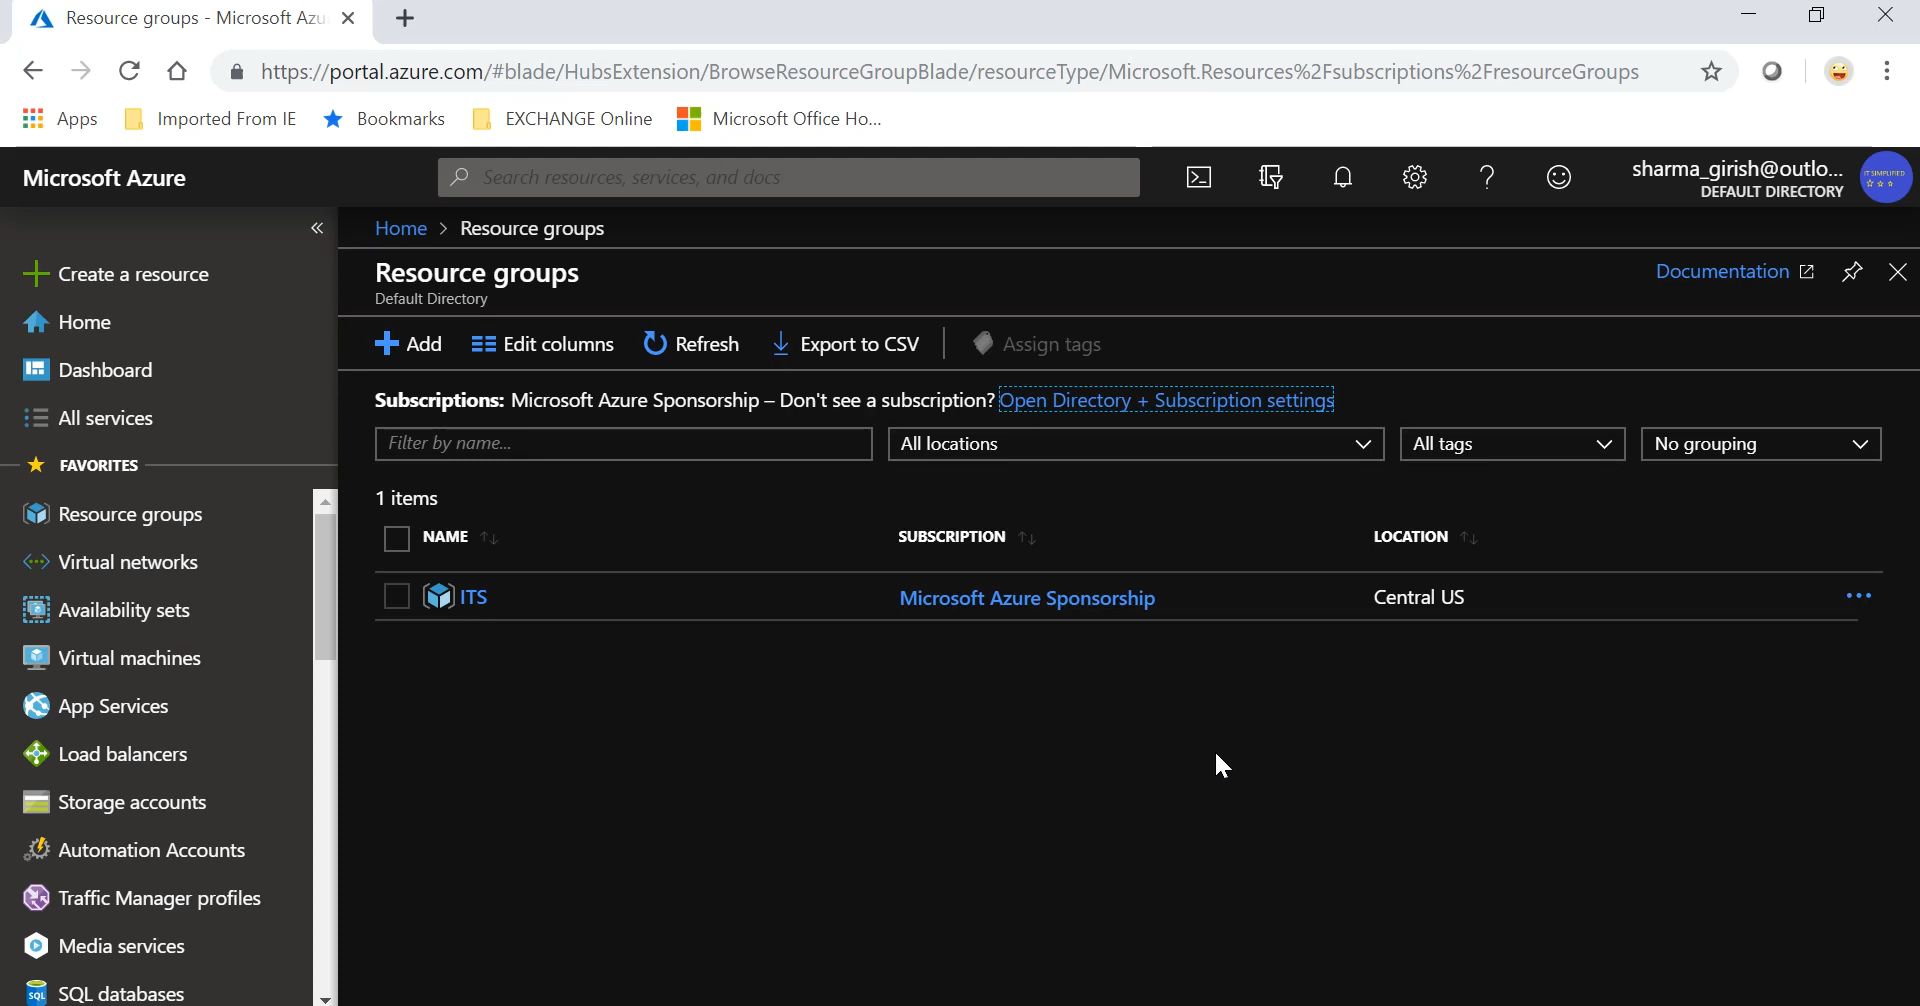 Resource groups - Microsoft Azu
https://portal.azure.com/#blade/HubsExtension/BrowseResourceGroupBlade/resourceType/Microsoft.Resources%2Fsubscriptions%2FresourceGroups
Apps Imported From IE Bookmarks EXCHANGE Online Microsoft Office Ho...
Microsoft Azure
Search resources, services, and docs
sharma_girish@outlo...
DEFAULT DIRECTORY
IT SIMPLIFIED
Create a resource
Home
Dashboard
All services
FAVORITES
Resource groups
Virtual networks
Availability sets
Virtual machines
App Services
Load balancers
Storage accounts
Automation Accounts
Traffic Manager profiles
Media services
SQL
SQL databases
Home > Resource groups
Resource groups
Default Directory
Documentation
Add Edit columns Refresh Export to CSV Assign tags
Subscriptions: Microsoft Azure Sponsorship – Don't see a subscription? Open Directory + Subscription settings
Filter by name... All locations All tags No grouping
1 items
NAME SUBSCRIPTION LOCATION
ITS Microsoft Azure Sponsorship Central US